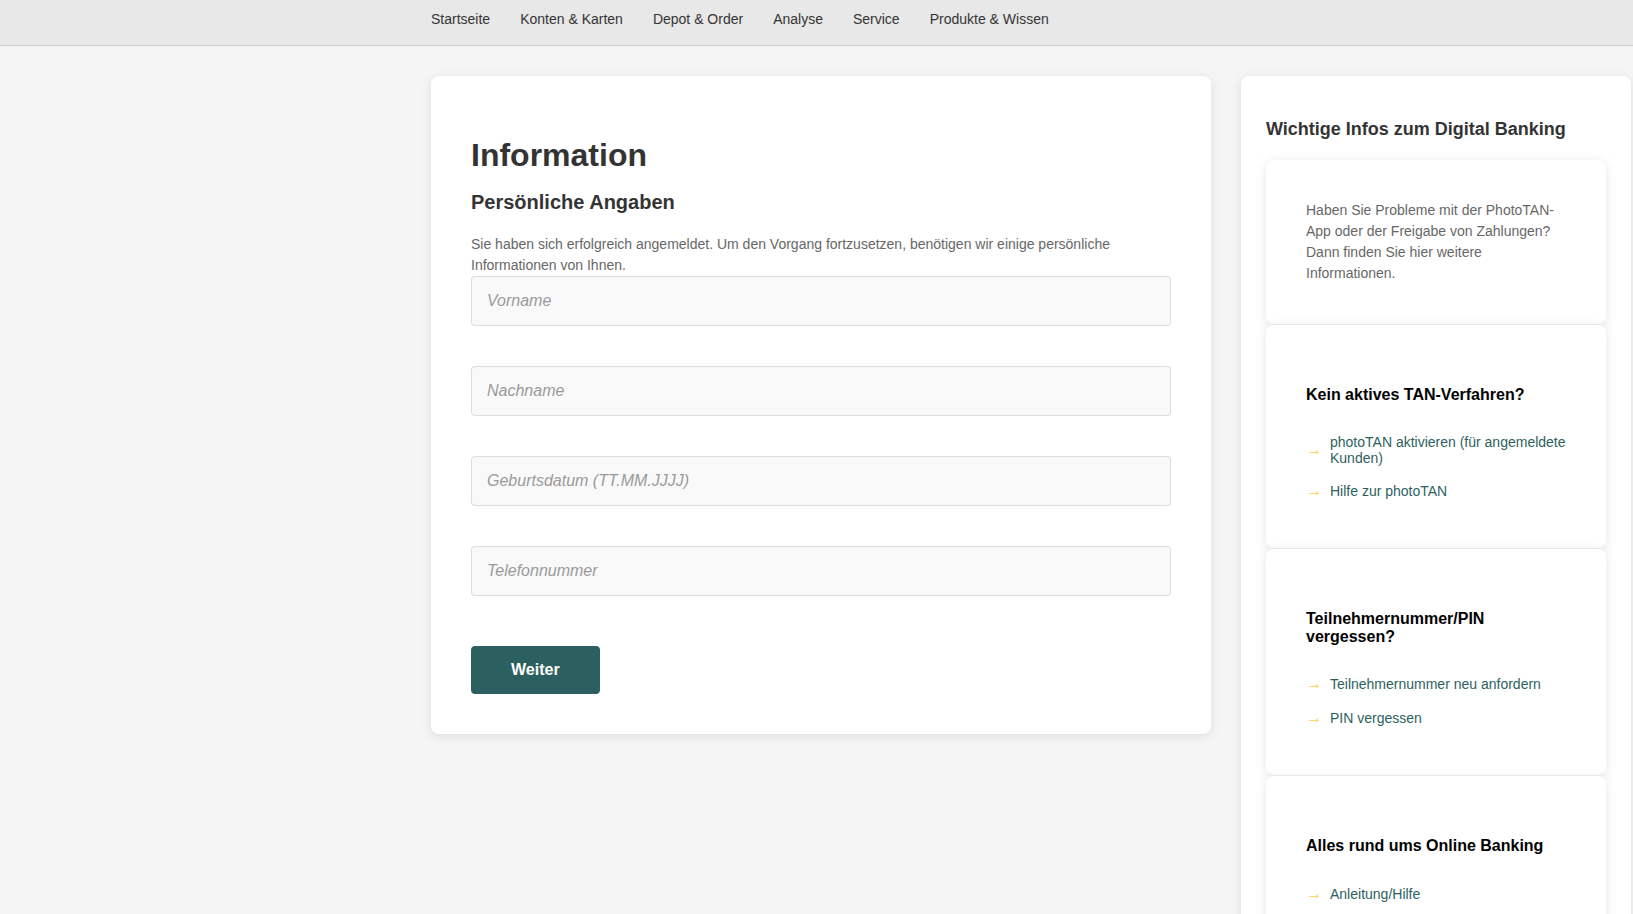 Startseite Konten & Karten Depot & Order Analyse Service Produkte & Wissen
Information
Persönliche Angaben
Sie haben sich erfolgreich angemeldet. Um den Vorgang fortzusetzen, benötigen wir einige persönliche
Informationen von Ihnen.
Vorname
Nachname
Geburtsdatum (TT.MM.JJJJ)
Telefonnummer
Weiter
Wichtige Infos zum Digital Banking
Haben Sie Probleme mit der PhotoTAN-
App oder der Freigabe von Zahlungen?
Dann finden Sie hier weitere
Informationen.
Kein aktives TAN-Verfahren?
→ photoTAN aktivieren (für angemeldete
Kunden)
→ Hilfe zur photoTAN
Teilnehmernummer/PIN
vergessen?
→ Teilnehmernummer neu anfordern
→ PIN vergessen
Alles rund ums Online Banking
→ Anleitung/Hilfe